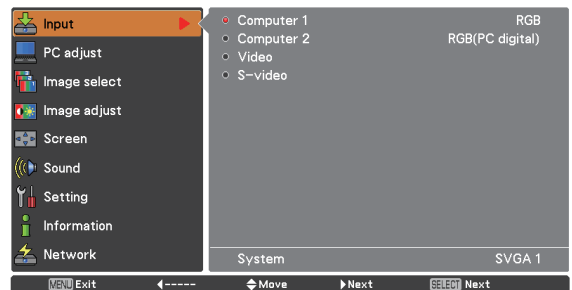 Input
PC adjust
Image select
Image adjust
Screen
Sound
Setting
Information
Network
Computer 1 RGB
Computer 2 RGB(PC digital)
Video
S-video
System SVGA 1
MENU Exit ◀----- Move Next SELECT Next